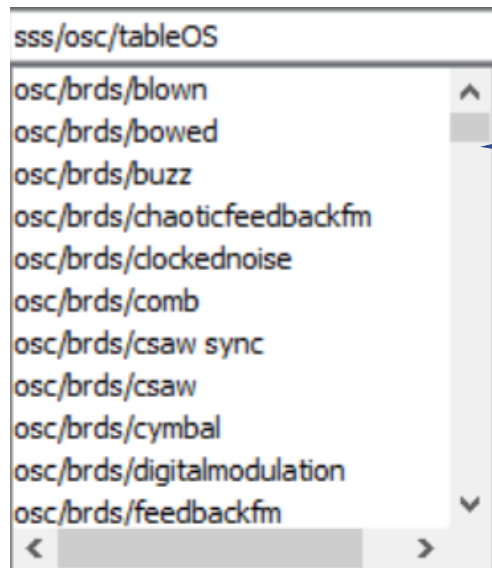 sss/osc/tableOS
osc/brds/blown
osc/brds/bowed
osc/brds/buzz
osc/brds/chaoticfeedbackfm
osc/brds/clockednoise
osc/brds/comb
osc/brds/csaw sync
osc/brds/csaw
osc/brds/cymbal
osc/brds/digitalmodulation
osc/brds/feedbackfm